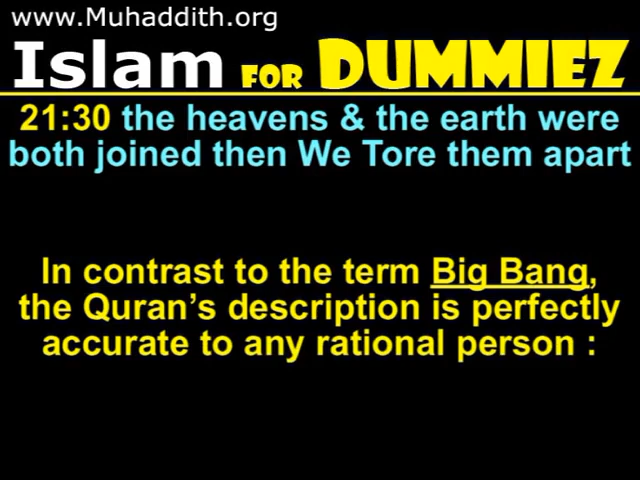 www.Muhaddith.org
Islam FOR DUMMIEZ
21:30 the heavens & the earth were
both joined then We Tore them apart
In contrast to the term Big Bang,
the Quran's description is perfectly
accurate to any rational person :